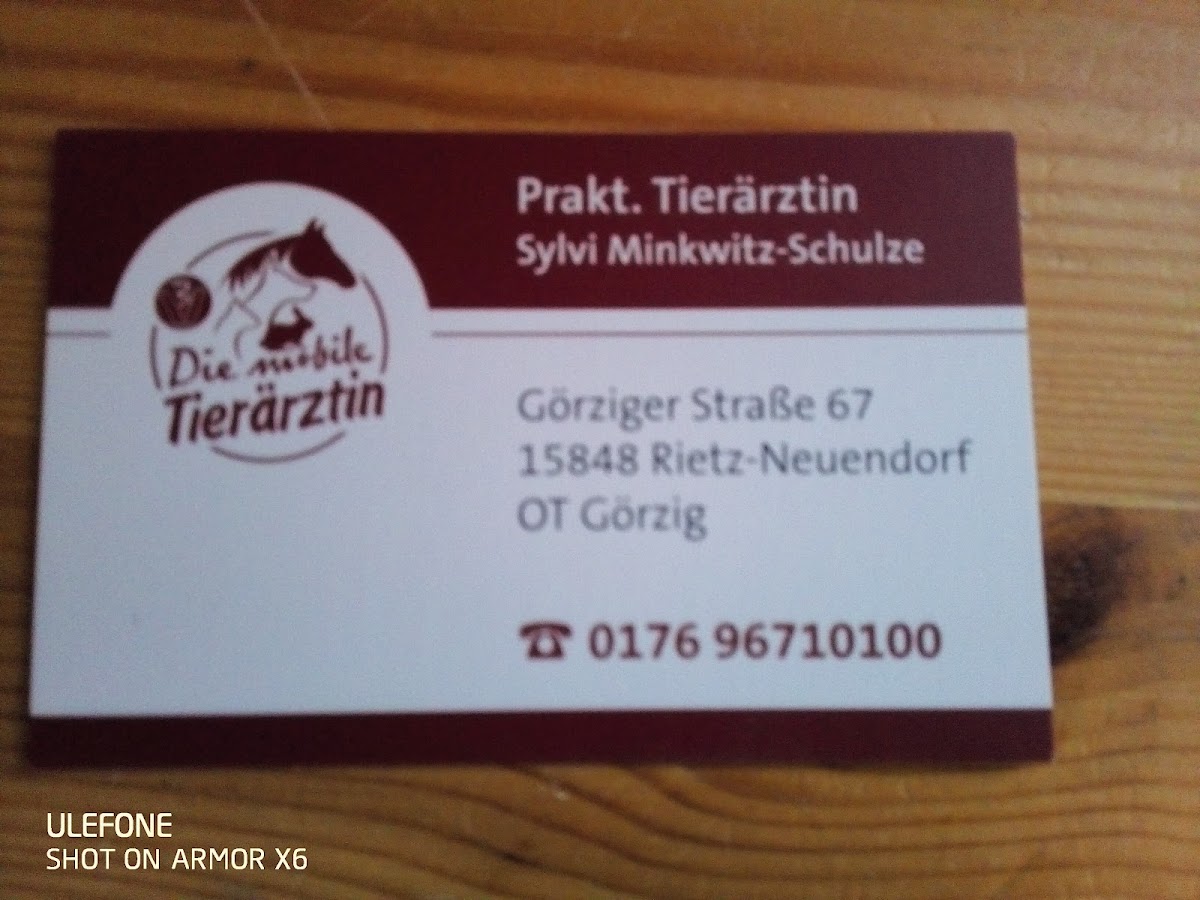 Prakt. Tierärztin
Sylvi Minkwitz-Schulze
Die mobile
Tierärztin
Görziger Straße 67
15848 Rietz-Neuendorf
OT Görzig
☎ 0176 96710100
ULEFONE
SHOT ON ARMOR X6